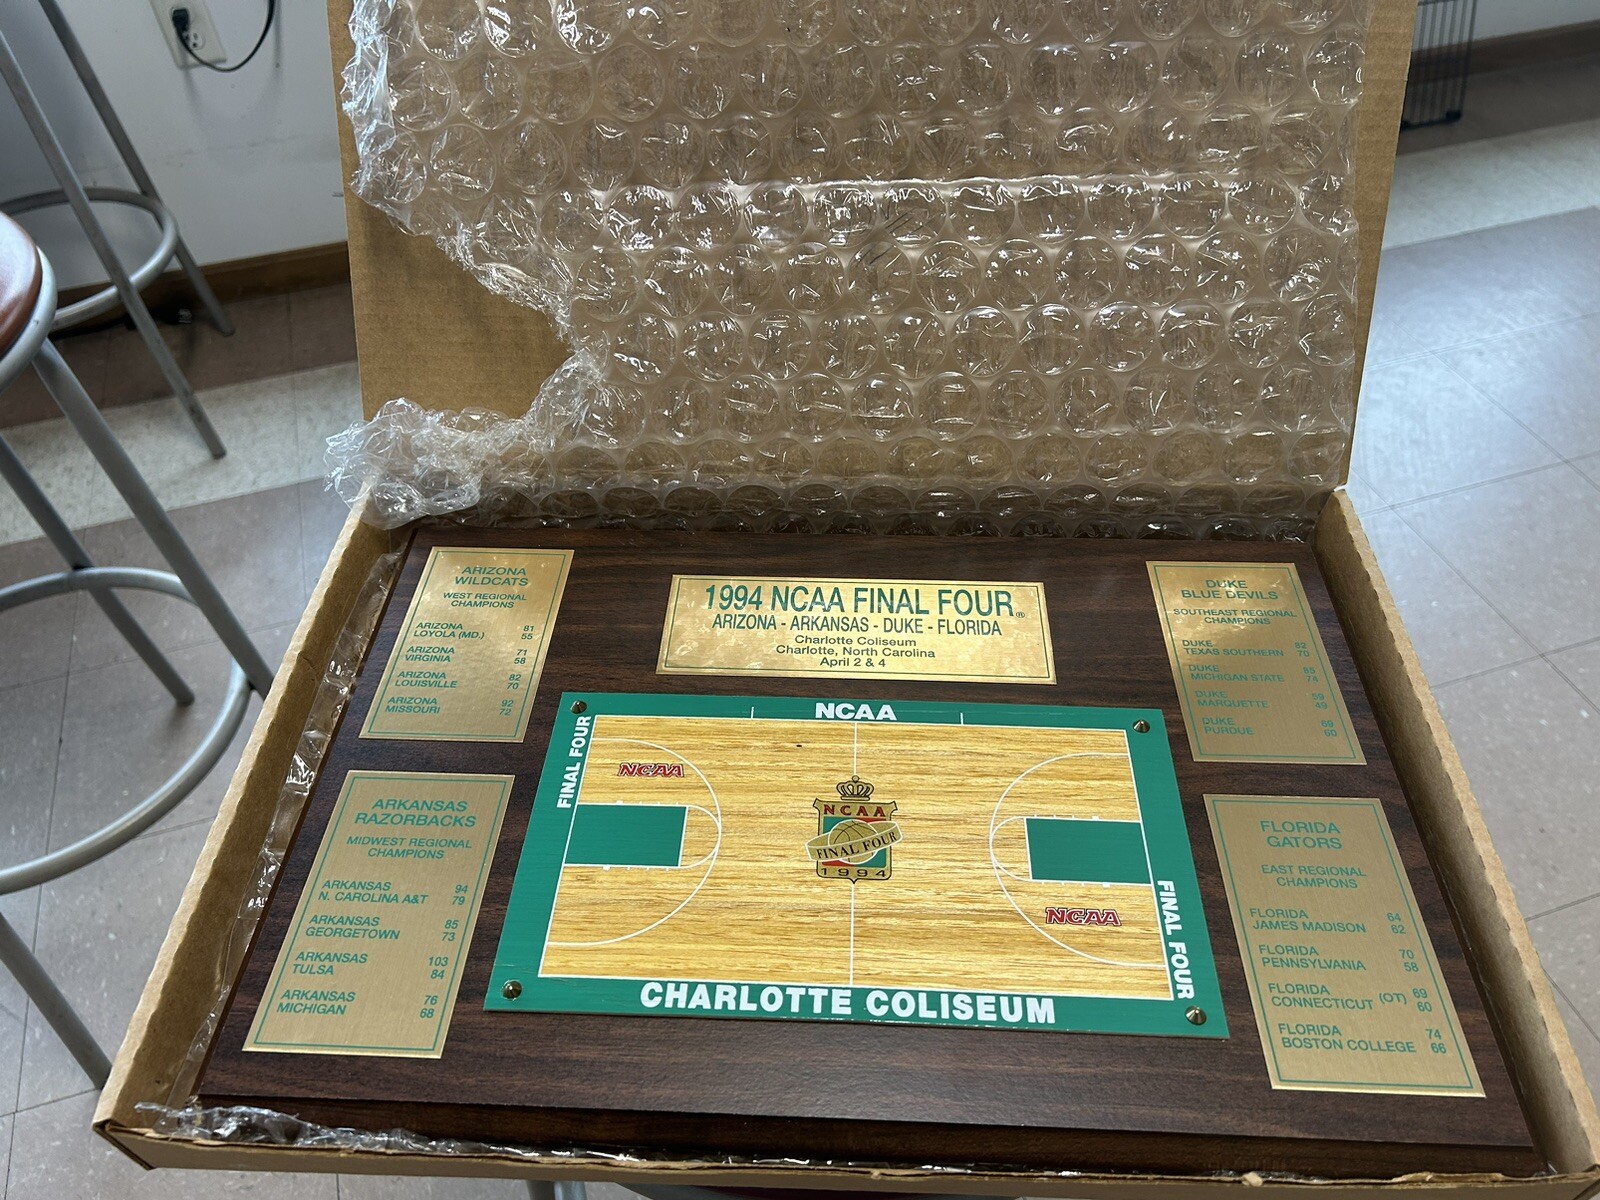 1994 NCAA FINAL FOUR®
ARIZONA - ARKANSAS - DUKE - FLORIDA
Charlotte Coliseum
Charlotte, North Carolina
April 2 & 4
ARIZONA
WILDCATS
WEST REGIONAL
CHAMPIONS
ARIZONA 81
LOYOLA (MD.) 55
ARIZONA 71
VIRGINIA 58
ARIZONA 82
LOUISVILLE 70
ARIZONA 92
MISSOURI 72
DUKE
BLUE DEVILS
SOUTHEAST REGIONAL
CHAMPIONS
DUKE 82
TEXAS SOUTHERN 70
DUKE 85
MICHIGAN STATE 74
DUKE 59
MARQUETTE 49
DUKE 69
PURDUE 60
ARKANSAS
RAZORBACKS
MIDWEST REGIONAL
CHAMPIONS
ARKANSAS 94
N. CAROLINA A&T 79
ARKANSAS 85
GEORGETOWN 73
ARKANSAS 103
TULSA 84
ARKANSAS 76
MICHIGAN 68
FLORIDA
GATORS
EAST REGIONAL
CHAMPIONS
FLORIDA 64
JAMES MADISON 62
FLORIDA 70
PENNSYLVANIA 58
FLORIDA 69
CONNECTICUT (OT) 60
FLORIDA 74
BOSTON COLLEGE 66
NCAA
FINAL FOUR
NCAA
NCAA
FINAL FOUR
1994
NCAA
FINAL FOUR
CHARLOTTE COLISEUM